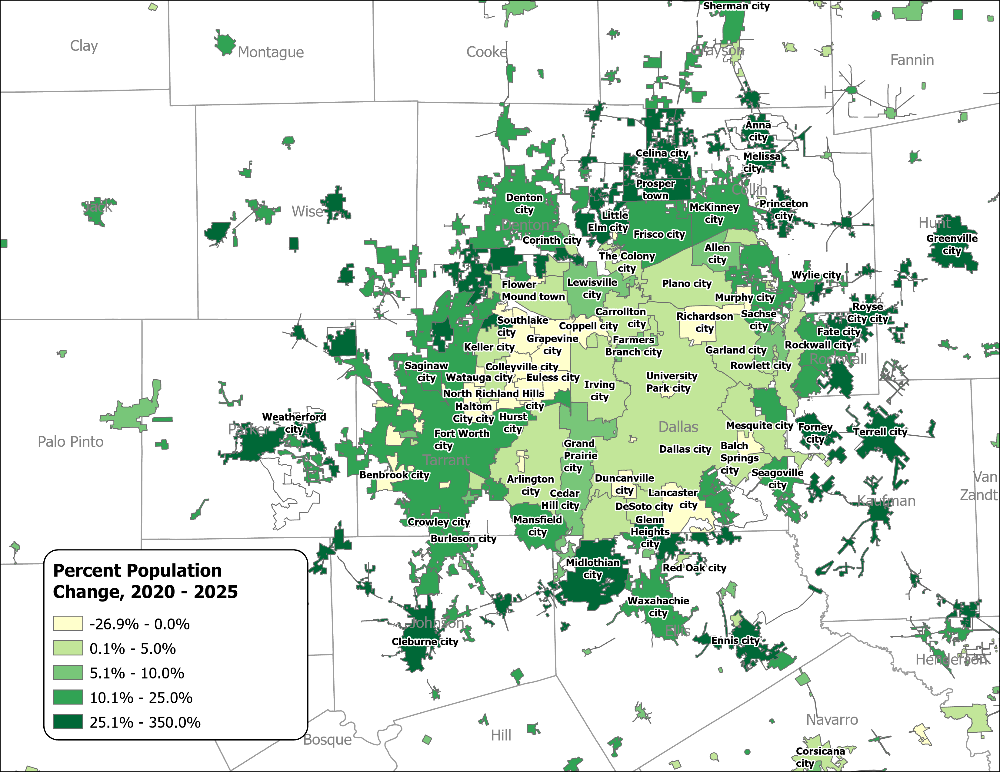 Sherman city
Clay
Montague
Cooke
Grayson
Fannin
Anna
city
Celina city
Melissa
city
Collin
Prosper
town
Denton
city
Denton
Jack
Wise
McKinney
city
Princeton
city
Little
Elm city
Hunt
Greenville
city
Frisco city
Corinth city
The Colony
city
Allen
city
Wylie city
Flower
Mound town
Lewisville
city
Plano city
Murphy city
Royse
City city
Southlake
city
Carrollton
city
Coppell city
Richardson
city
Sachse
city
Fate city
Grapevine
city
Keller city
Farmers
Branch city
Garland city
Rockwall city
Rockwall
Saginaw
city
Colleyville city
Rowlett city
Watauga city
Euless city
University
Park city
Irving
city
North Richland Hills
city
Haltom
City city
Hurst
city
Weatherford
city
Parker
Palo Pinto
Dallas
Mesquite city
Forney
city
Terrell city
Fort Worth
city
Grand
Prairie
city
Dallas city
Balch
Springs
city
Tarrant
Benbrook city
Seagoville
city
Van
Zandt
Arlington
city
Duncanville
city
Cedar
Hill city
Lancaster
city
DeSoto city
Kaufman
Crowley city
Mansfield
city
Glenn
Heights
city
Burleson city
Midlothian
city
Red Oak city
Waxahachie
city
Johnson
Ellis
Cleburne city
Ennis city
Henderson
Navarro
Hill
Bosque
Corsicana
city
Percent Population
Change, 2020 - 2025
-26.9% - 0.0%
0.1% - 5.0%
5.1% - 10.0%
10.1% - 25.0%
25.1% - 350.0%